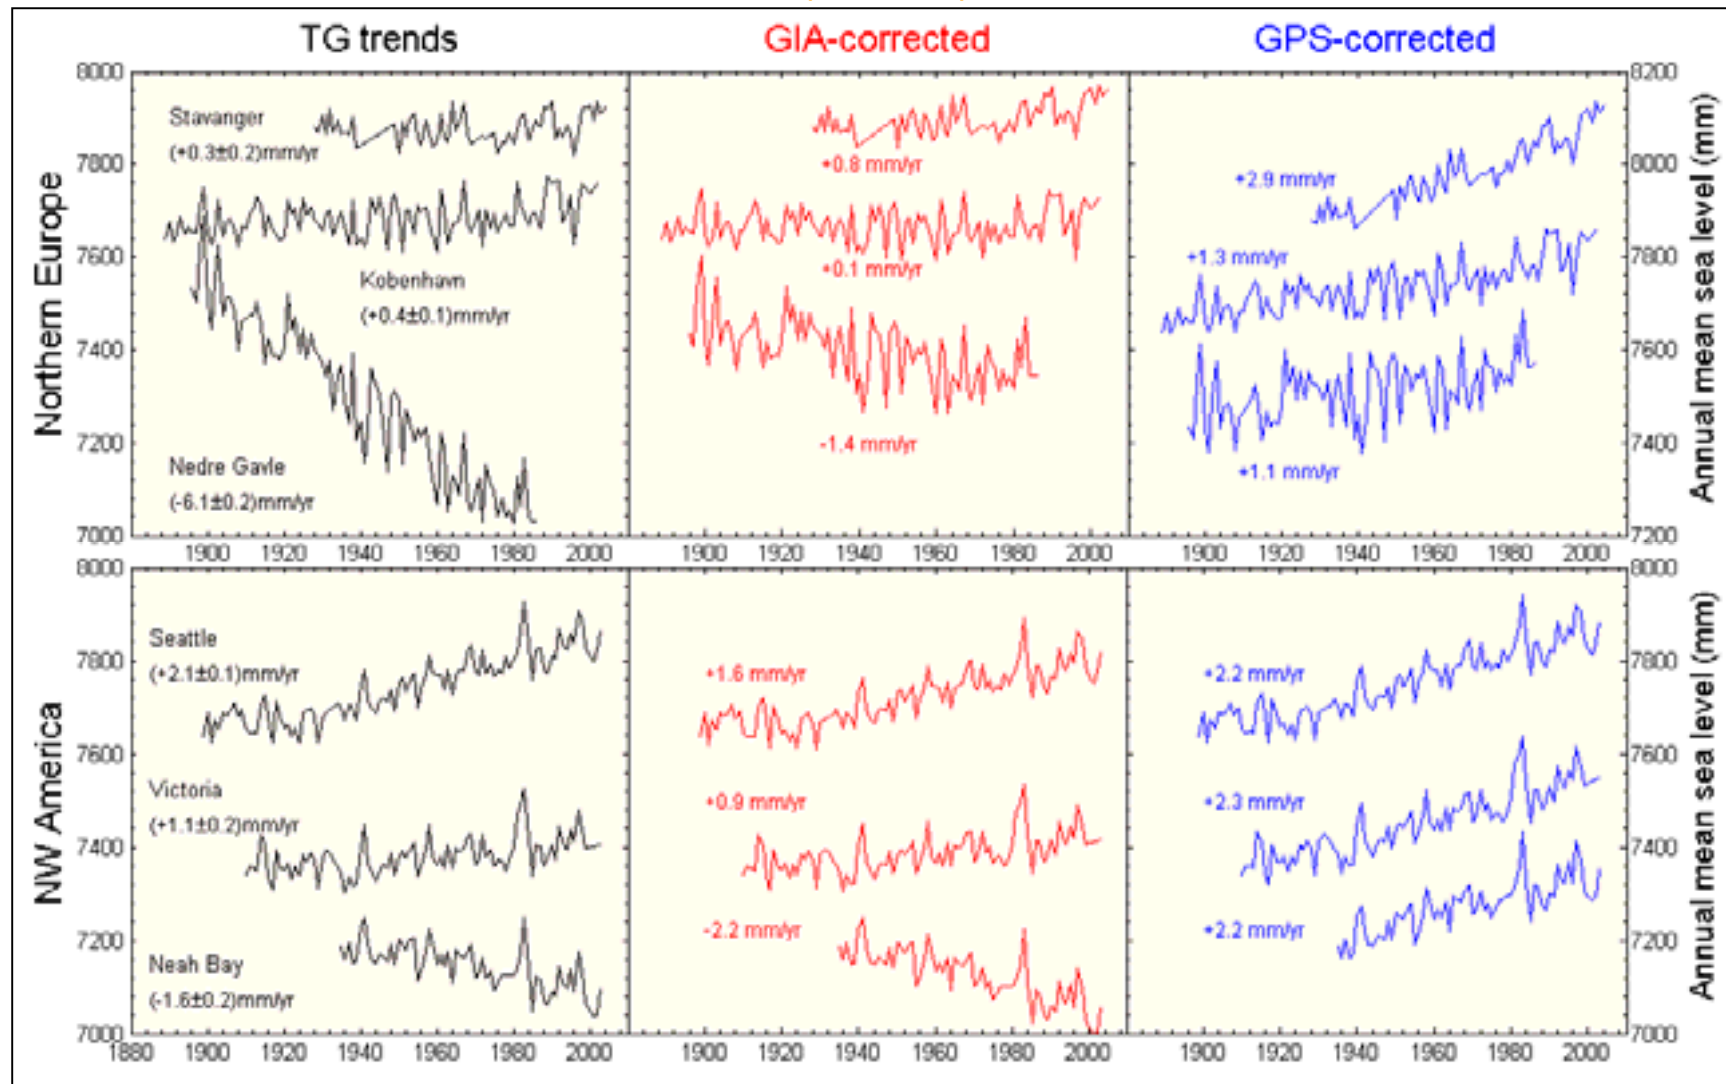 TG trends GIA-corrected GPS-corrected
8000 8200
Stavanger
(+0.3±0.2)mm/yr
+0.8 mm/yr
+2.9 mm/yr
7800 8000
7600 7800
+0.1 mm/yr
+1.3 mm/yr
Kobenhavn
(+0.4±0.1)mm/yr
7400 7600
-1.4 mm/yr
7200 7400
Nedre Gavle
(-6.1±0.2)mm/yr
+1.1 mm/yr
7000 7200
Northern Europe
Annual mean sea level (mm)
1900 1920 1940 1960 1980 2000 1900 1920 1940 1960 1980 2000 1900 1920 1940 1960 1980 2000
8000 8000
Seattle
(+2.1±0.1)mm/yr
+1.6 mm/yr
+2.2 mm/yr
7800 7800
7600 7600
Victoria
(+1.1±0.2)mm/yr
+0.9 mm/yr
+2.3 mm/yr
7400 7400
7200 7200
-2.2 mm/yr
+2.2 mm/yr
Neah Bay
(-1.6±0.2)mm/yr
7000 7000
NW America
Annual mean sea level (mm)
1880 1900 1920 1940 1960 1980 2000 1900 1920 1940 1960 1980 2000 1900 1920 1940 1960 1980 2000